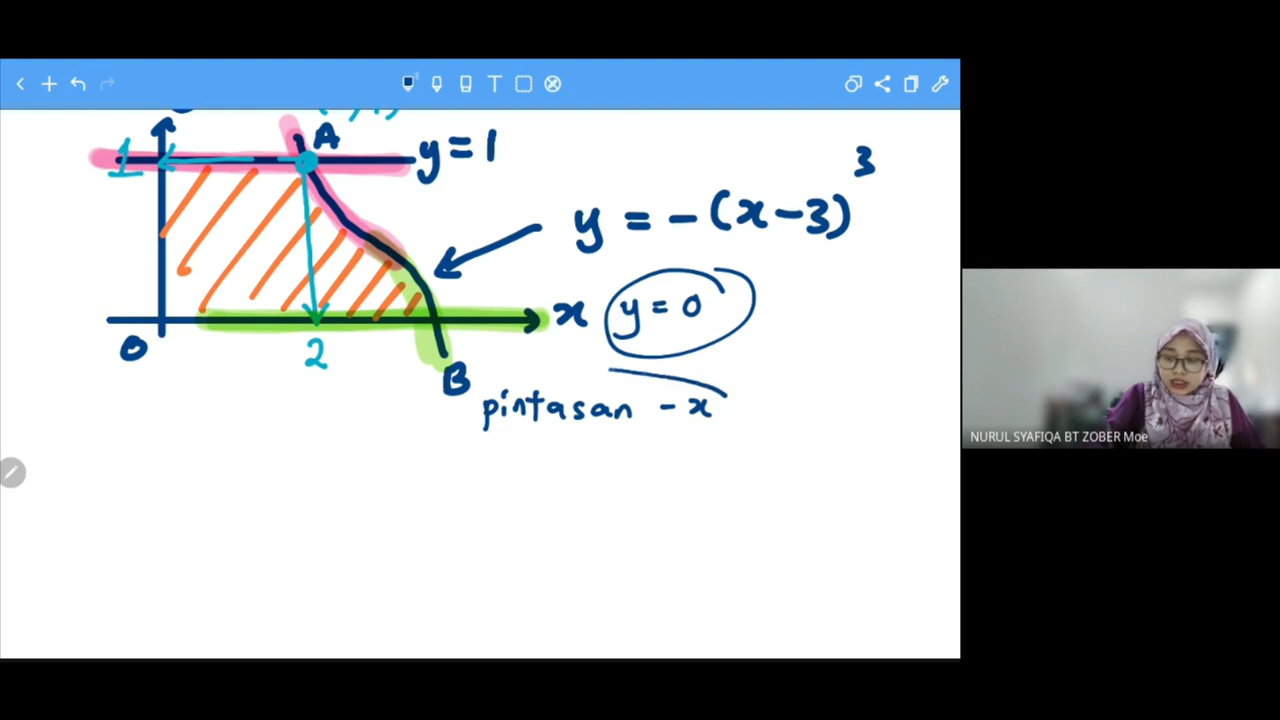 A
1
y = 1
y = -(x-3)³
x
y = 0
0
2
B
pintasan - x
NURUL SYAFIQA BT ZOBER Moe